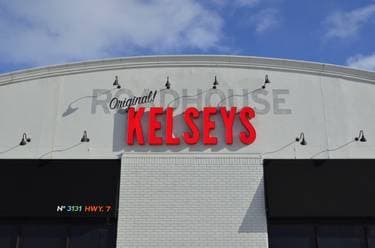 ROADHOUSE
Original!
KELSEYS
Nº 3131 HWY. 7